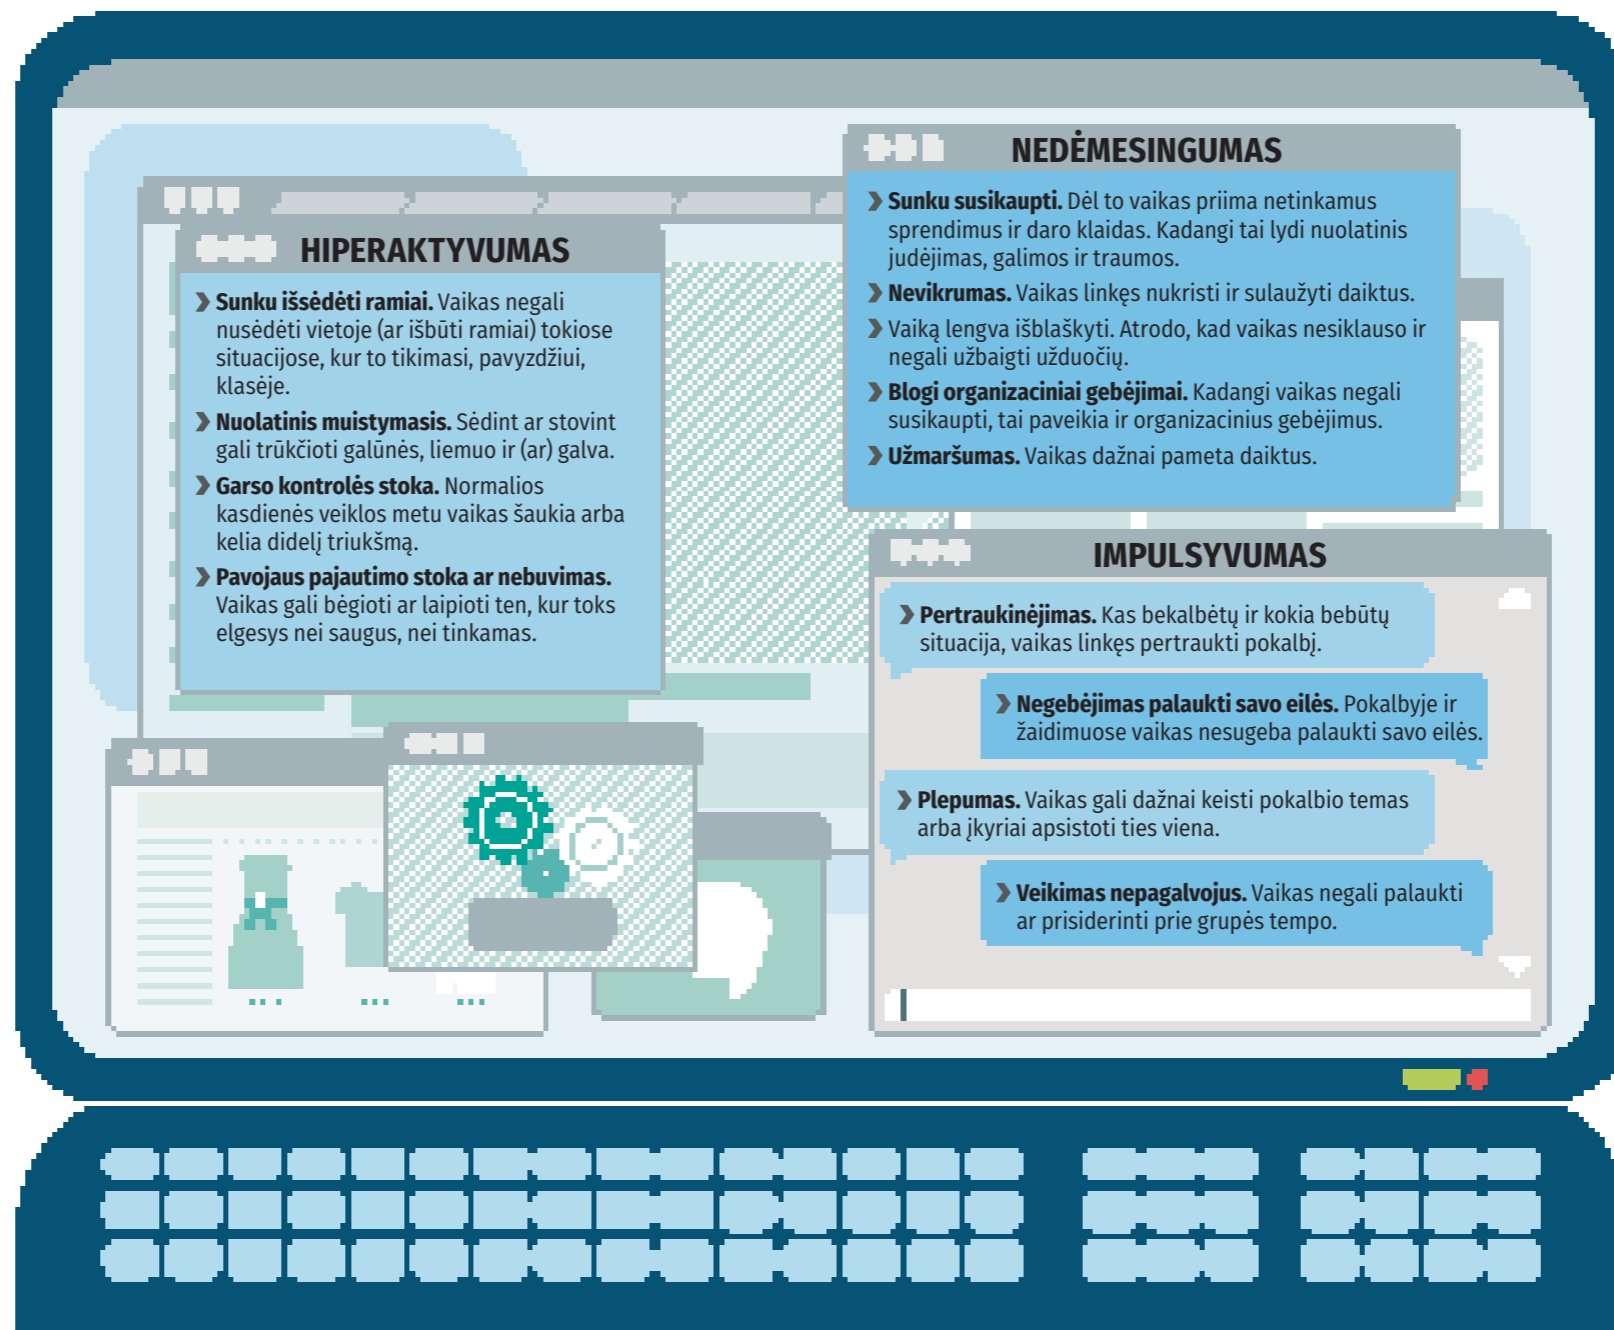 HIPERAKTYVUMAS
❯ Sunku išsėdėti ramiai. Vaikas negali
nusėdėti vietoje (ar išbūti ramiai) tokiose
situacijose, kur to tikimasi, pavyzdžiui,
klasėje.
❯ Nuolatinis muistymasis. Sėdint ar stovint
gali trūkčioti galūnės, liemuo ir (ar) galva.
❯ Garso kontrolės stoka. Normalios
kasdienės veiklos metu vaikas šaukia arba
kelia didelį triukšmą.
❯ Pavojaus pajautimo stoka ar nebuvimas.
Vaikas gali bėgioti ar laipioti ten, kur toks
elgesys nei saugus, nei tinkamas.
NEDĖMESINGUMAS
❯ Sunku susikaupti. Dėl to vaikas priima netinkamus
sprendimus ir daro klaidas. Kadangi tai lydi nuolatinis
judėjimas, galimos ir traumos.
❯ Nevikrumas. Vaikas linkęs nukristi ir sulaužyti daiktus.
❯ Vaiką lengva išblaškyti. Atrodo, kad vaikas nesiklauso ir
negali užbaigti užduočių.
❯ Blogi organizaciniai gebėjimai. Kadangi vaikas negali
susikaupti, tai paveikia ir organizacinius gebėjimus.
❯ Užmaršumas. Vaikas dažnai pameta daiktus.
IMPULSYVUMAS
❯ Pertraukinėjimas. Kas bekalbėtų ir kokia bebūtų
situacija, vaikas linkęs pertraukti pokalbį.
❯ Negebėjimas palaukti savo eilės. Pokalbyje ir
žaidimuose vaikas nesugeba palaukti savo eilės.
❯ Plepumas. Vaikas gali dažnai keisti pokalbio temas
arba įkyriai apsistoti ties viena.
❯ Veikimas nepagalvojus. Vaikas negali palaukti
ar prisiderinti prie grupės tempo.